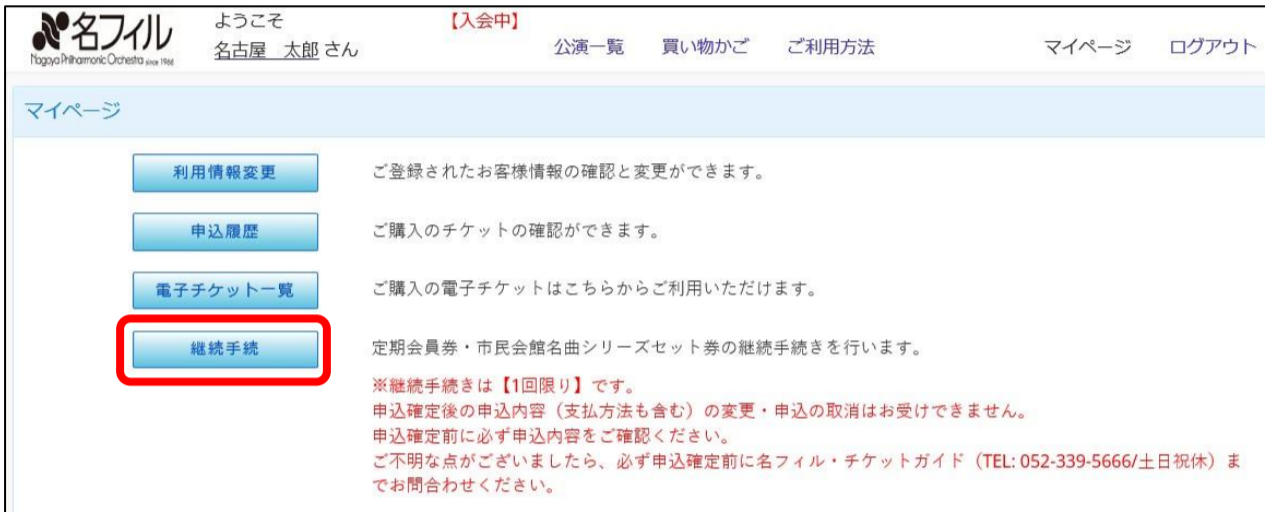 名フィル
Nagoya Philharmonic Orchestra since 1966
ようこそ
【入会中】
名古屋 太郎 さん
公演一覧 買い物かご ご利用方法 マイページ ログアウト
マイページ
利用情報変更 ご登録されたお客様情報の確認と変更ができます。
申込履歴 ご購入のチケットの確認ができます。
電子チケット一覧 ご購入の電子チケットはこちらからご利用いただけます。
継続手続 定期会員券・市民会館名曲シリーズセット券の継続手続きを行います。
※継続手続きは【1回限り】です。
申込確定後の申込内容（支払方法も含む）の変更・申込の取消はお受けできません。
申込確定前に必ず申込内容をご確認ください。
ご不明な点がございましたら、必ず申込確定前に名フィル・チケットガイド（TEL: 052-339-5666/土日祝休）ま
でお問合わせください。